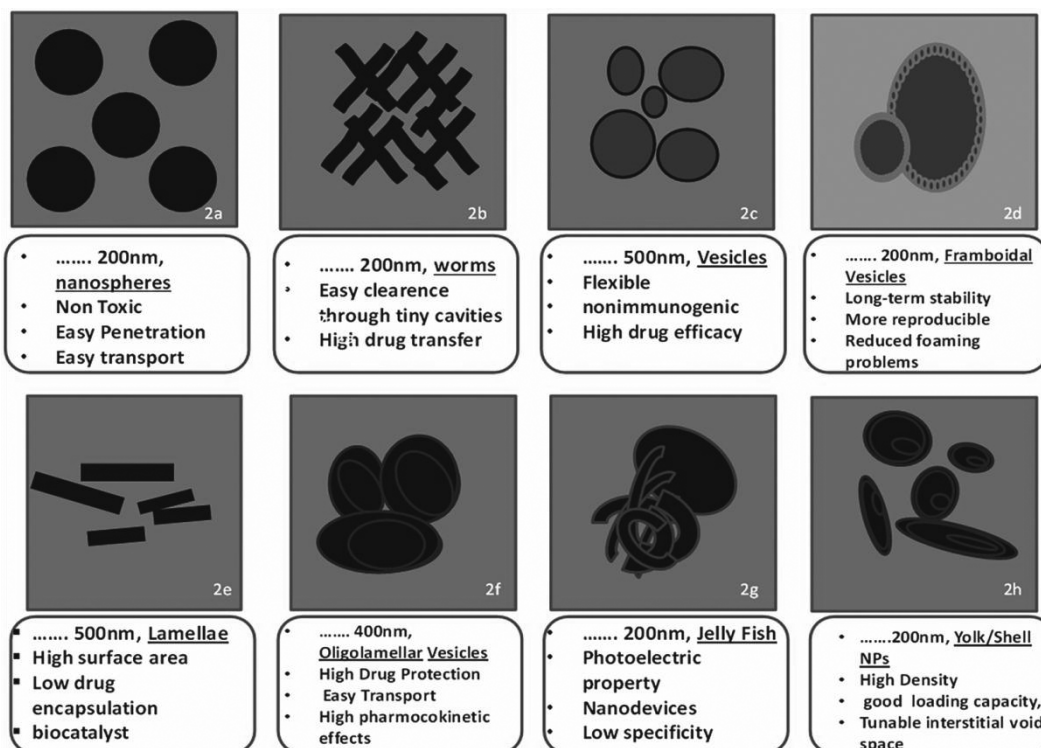 2a
2b
2c
2d
• ....... 200nm,
nanospheres
• Non Toxic
• Easy Penetration
• Easy transport
• ....... 200nm, worms
• Easy clearence
through tiny cavities
• High drug transfer
• ....... 500nm, Vesicles
• Flexible
• nonimmunogenic
• High drug efficacy
• ....... 200nm, Framboidal
Vesicles
• Long-term stability
• More reproducible
• Reduced foaming
problems
2e
2f
2g
2h
▪ ....... 500nm, Lamellae
▪ High surface area
▪ Low drug
encapsulation
▪ biocatalyst
• ....... 400nm,
Oligolamellar Vesicles
• High Drug Protection
• Easy Transport
• High pharmocokinetic
effects
• ....... 200nm, Jelly Fish
• Photoelectric
property
• Nanodevices
• Low specificity
• .......200nm, Yolk/Shell
NPs
• High Density
• good loading capacity,
• Tunable interstitial void
space